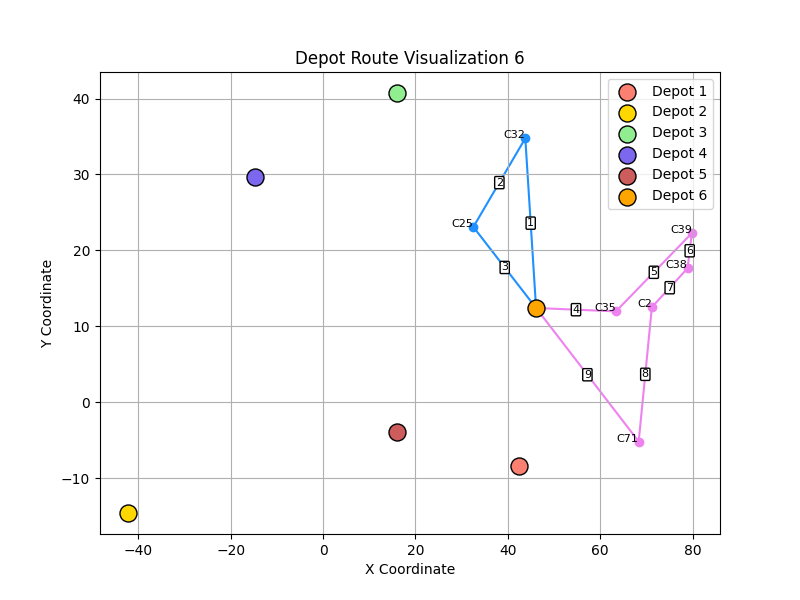 Depot Route Visualization 6
Y Coordinate
40
30
20
10
0
−10
−40
−20
0
20
40
60
80
X Coordinate
Depot 1
Depot 2
Depot 3
Depot 4
Depot 5
Depot 6
C32
2
1
C25
3
C39
6
C38
5
7
C35
4
C2
8
9
C71